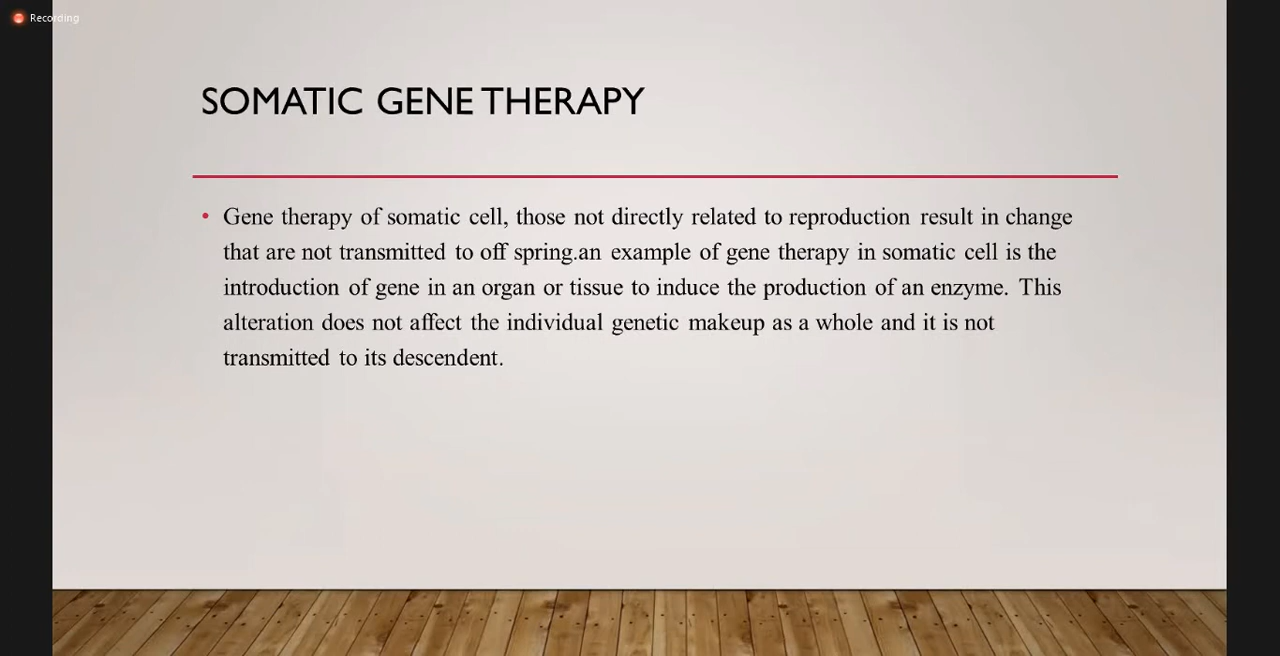 Recording
SOMATIC GENE THERAPY
• Gene therapy of somatic cell, those not directly related to reproduction result in change
that are not transmitted to off spring.an example of gene therapy in somatic cell is the
introduction of gene in an organ or tissue to induce the production of an enzyme. This
alteration does not affect the individual genetic makeup as a whole and it is not
transmitted to its descendent.